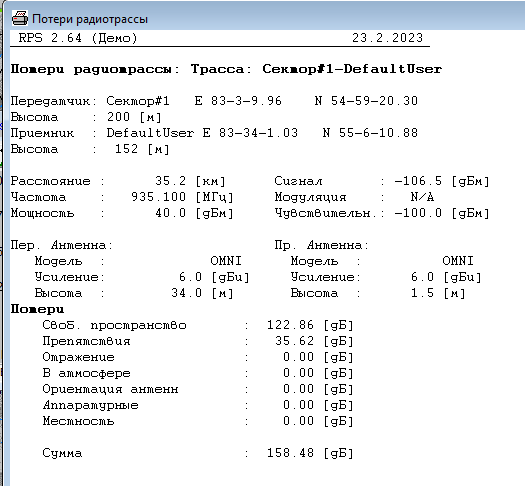 Потери радиотрассы
RPS 2.64 (Демо) 23.2.2023
Потери радиотрассы: Трасса: Сектор#1-DefaultUser
Передатчик: Сектор#1 E 83-3-9.96 N 54-59-20.30
Высота : 200 [м]
Приемник : DefaultUser E 83-34-1.03 N 55-6-10.88
Высота : 152 [м]
Расстояние : 35.2 [км] Сигнал : -106.5 [дБм]
Частота : 935.100 [МГц] Модуляция : N/A
Мощность : 40.0 [дБм] Чувствительн.: -100.0 [дБм]
Пер. Антенна: Пр. Антенна:
Модель : OMNI Модель : OMNI
Усиление : 6.0 [дБи] Усиление: 6.0 [дБи]
Высота : 34.0 [м] Высота : 1.5 [м]
Потери
Своб. пространство : 122.86 [дБ]
Препятствия : 35.62 [дБ]
Отражение : 0.00 [дБ]
В атмосфере : 0.00 [дБ]
Ориентация антенн : 0.00 [дБ]
Аппаратурные : 0.00 [дБ]
Местность : 0.00 [дБ]
Сумма : 158.48 [дБ]